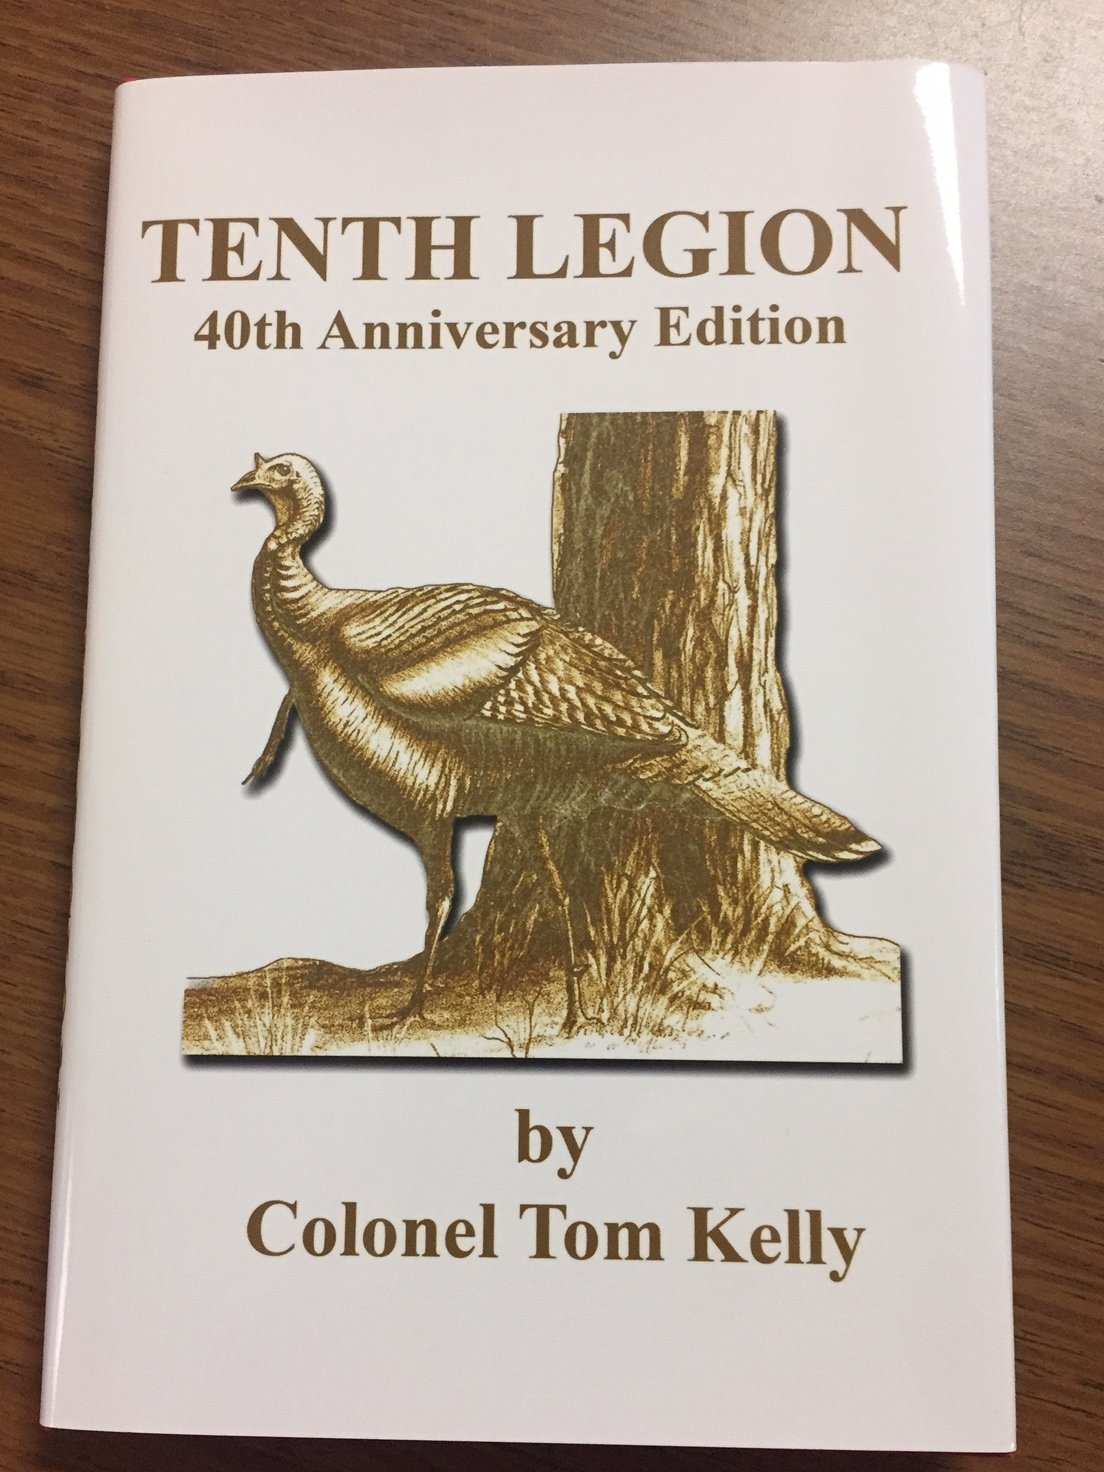 TENTH LEGION
40th Anniversary Edition
by
Colonel Tom Kelly